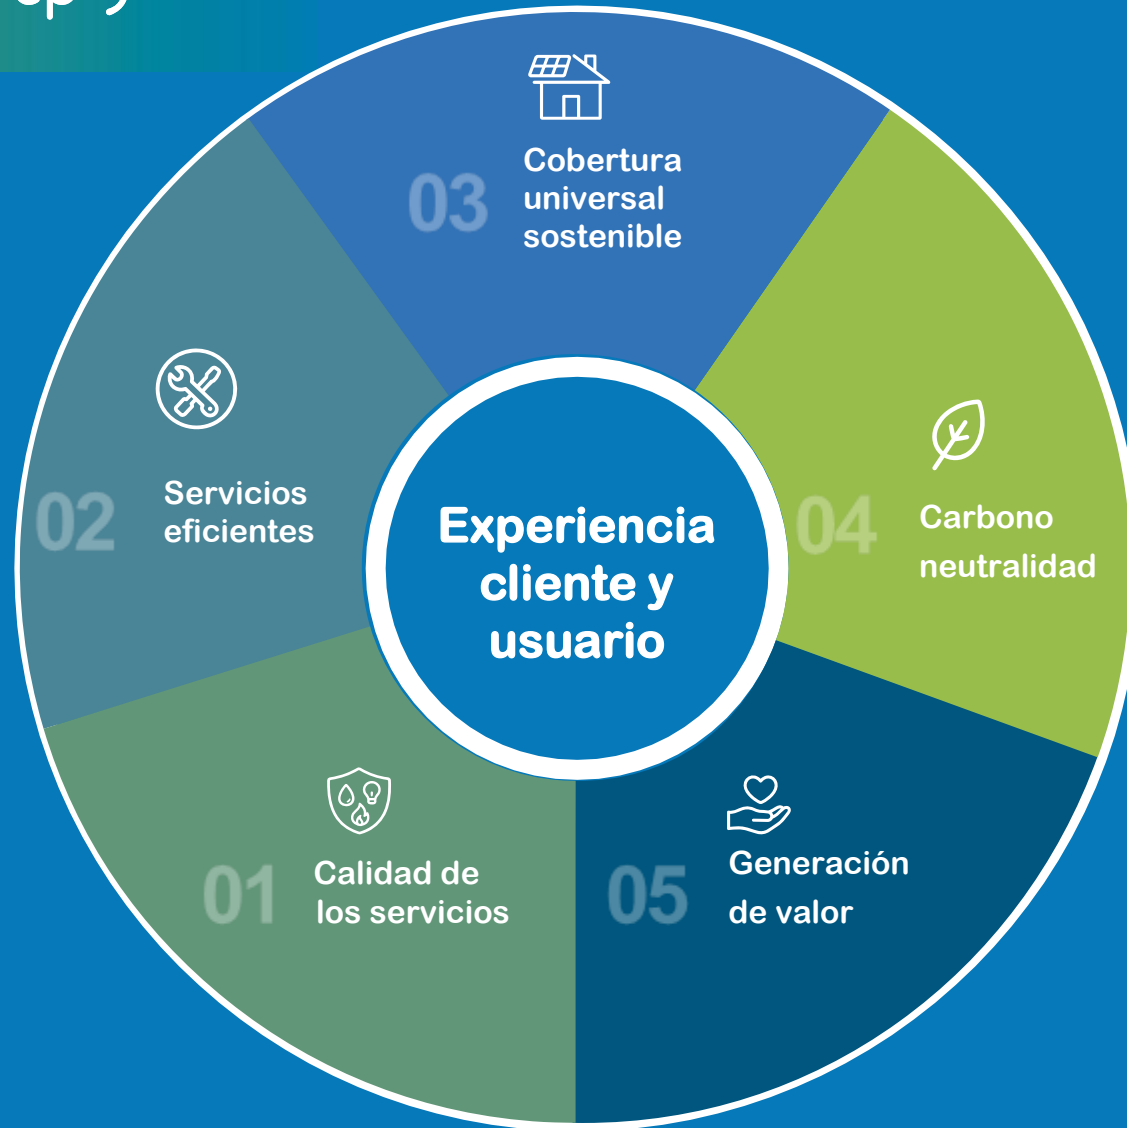 03
Cobertura
universal
sostenible
02
Servicios
eficientes
Experiencia
cliente y
usuario
04
Carbono
neutralidad
01
Calidad de
los servicios
05
Generación
de valor